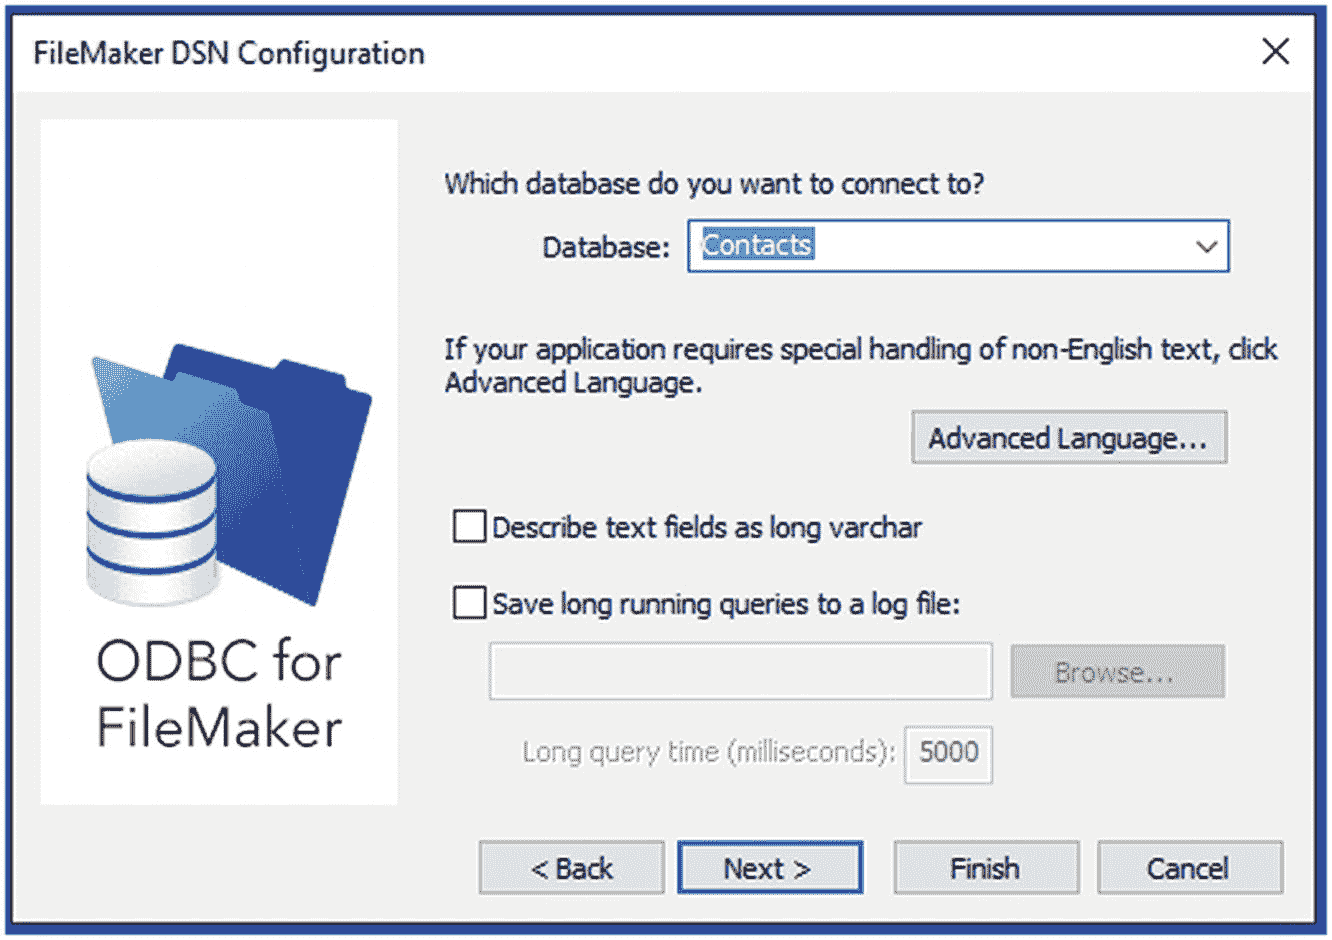 FileMaker DSN Configuration
Which database do you want to connect to?
Database: Contacts
If your application requires special handling of non-English text, click
Advanced Language.
Advanced Language...
Describe text fields as long varchar
Save long running queries to a log file:
Browse...
Long query time (milliseconds): 5000
ODBC for
FileMaker
< Back Next > Finish Cancel